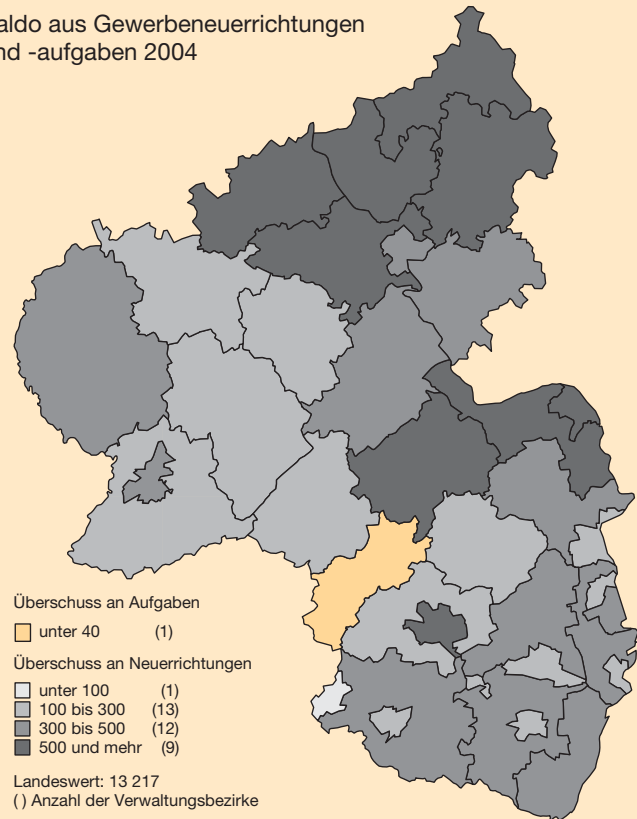 aldo aus Gewerbeneuerrichtungen
nd -aufgaben 2004
Überschuss an Aufgaben
unter 40 (1)
Überschuss an Neuerrichtungen
unter 100 (1)
100 bis 300 (13)
300 bis 500 (12)
500 und mehr (9)
Landeswert: 13 217
( ) Anzahl der Verwaltungsbezirke